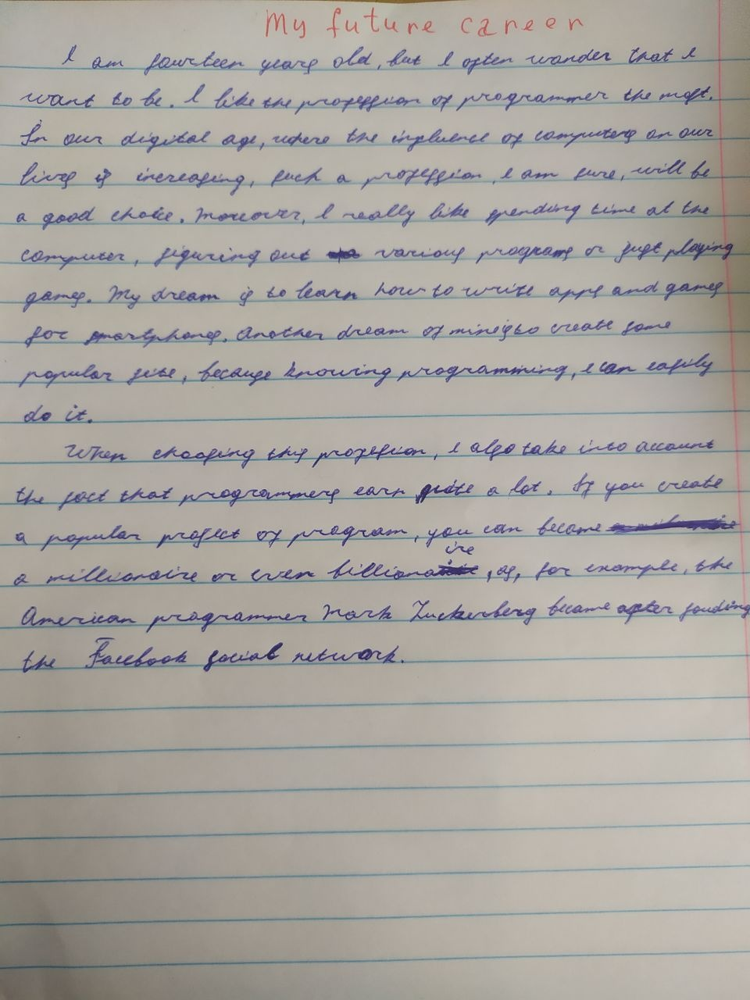 My future career
I am fourteen years old, but I often wonder that I
want to be. I like the profession of programmer the most.
In our digital age, where the influence of computers on our
lives is increasing, such a profession, I am sure, will be
a good choice. Moreover, I really like spending time at the
computer, figuring out various programs or just playing
games. My dream is to learn how to write apps and games
for smartphones. Another dream of mine is to create some
popular site, because knowing programming, I can easily
do it.
When choosing this profession, I also take into account
the fact that programmers earn quite a lot. If you create
a popular project of program, you can become
a millionaire or even billionaire, as, for example, the
American programmer Mark Zuckerberg became after founding
the Facebook social network.